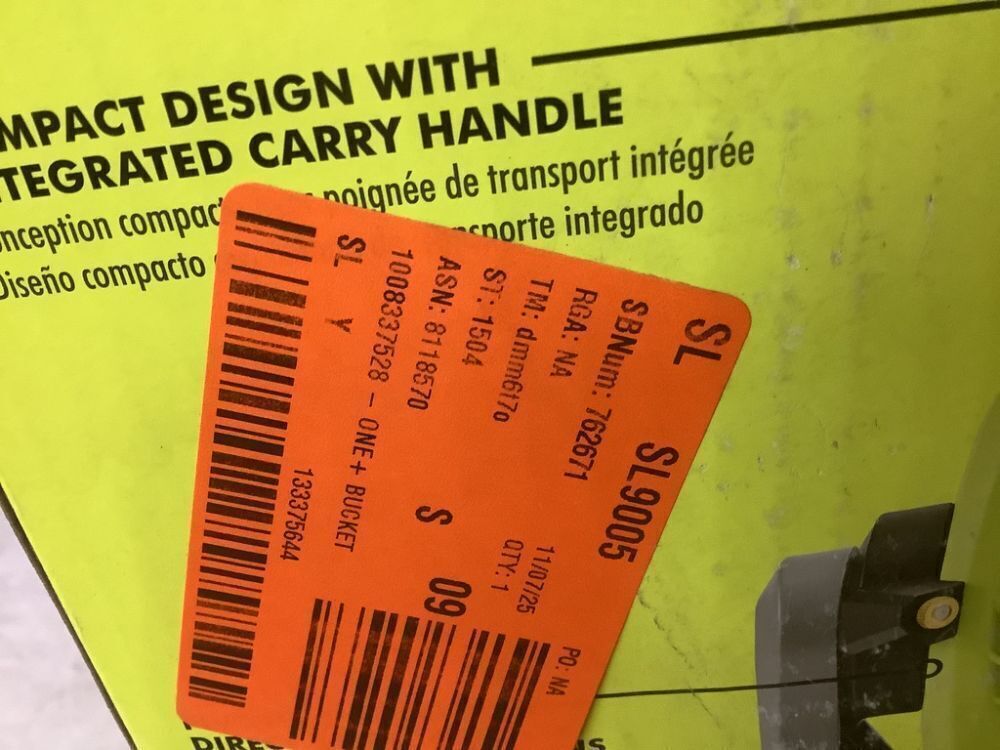 MPACT DESIGN WITH
TEGRATED CARRY HANDLE
nception compac poignée de transport intégrée
Diseño compacto sporte integrado
SL SL9005
SBNum: 762671
RGA: NA 11/07/25 PO: NA
TM: dmm6t7o QTY: 1
ST: 1504
ASN: 8118570 S 09
1008337528 - ONE+ BUCKET
SL Y 133375644
DIRE